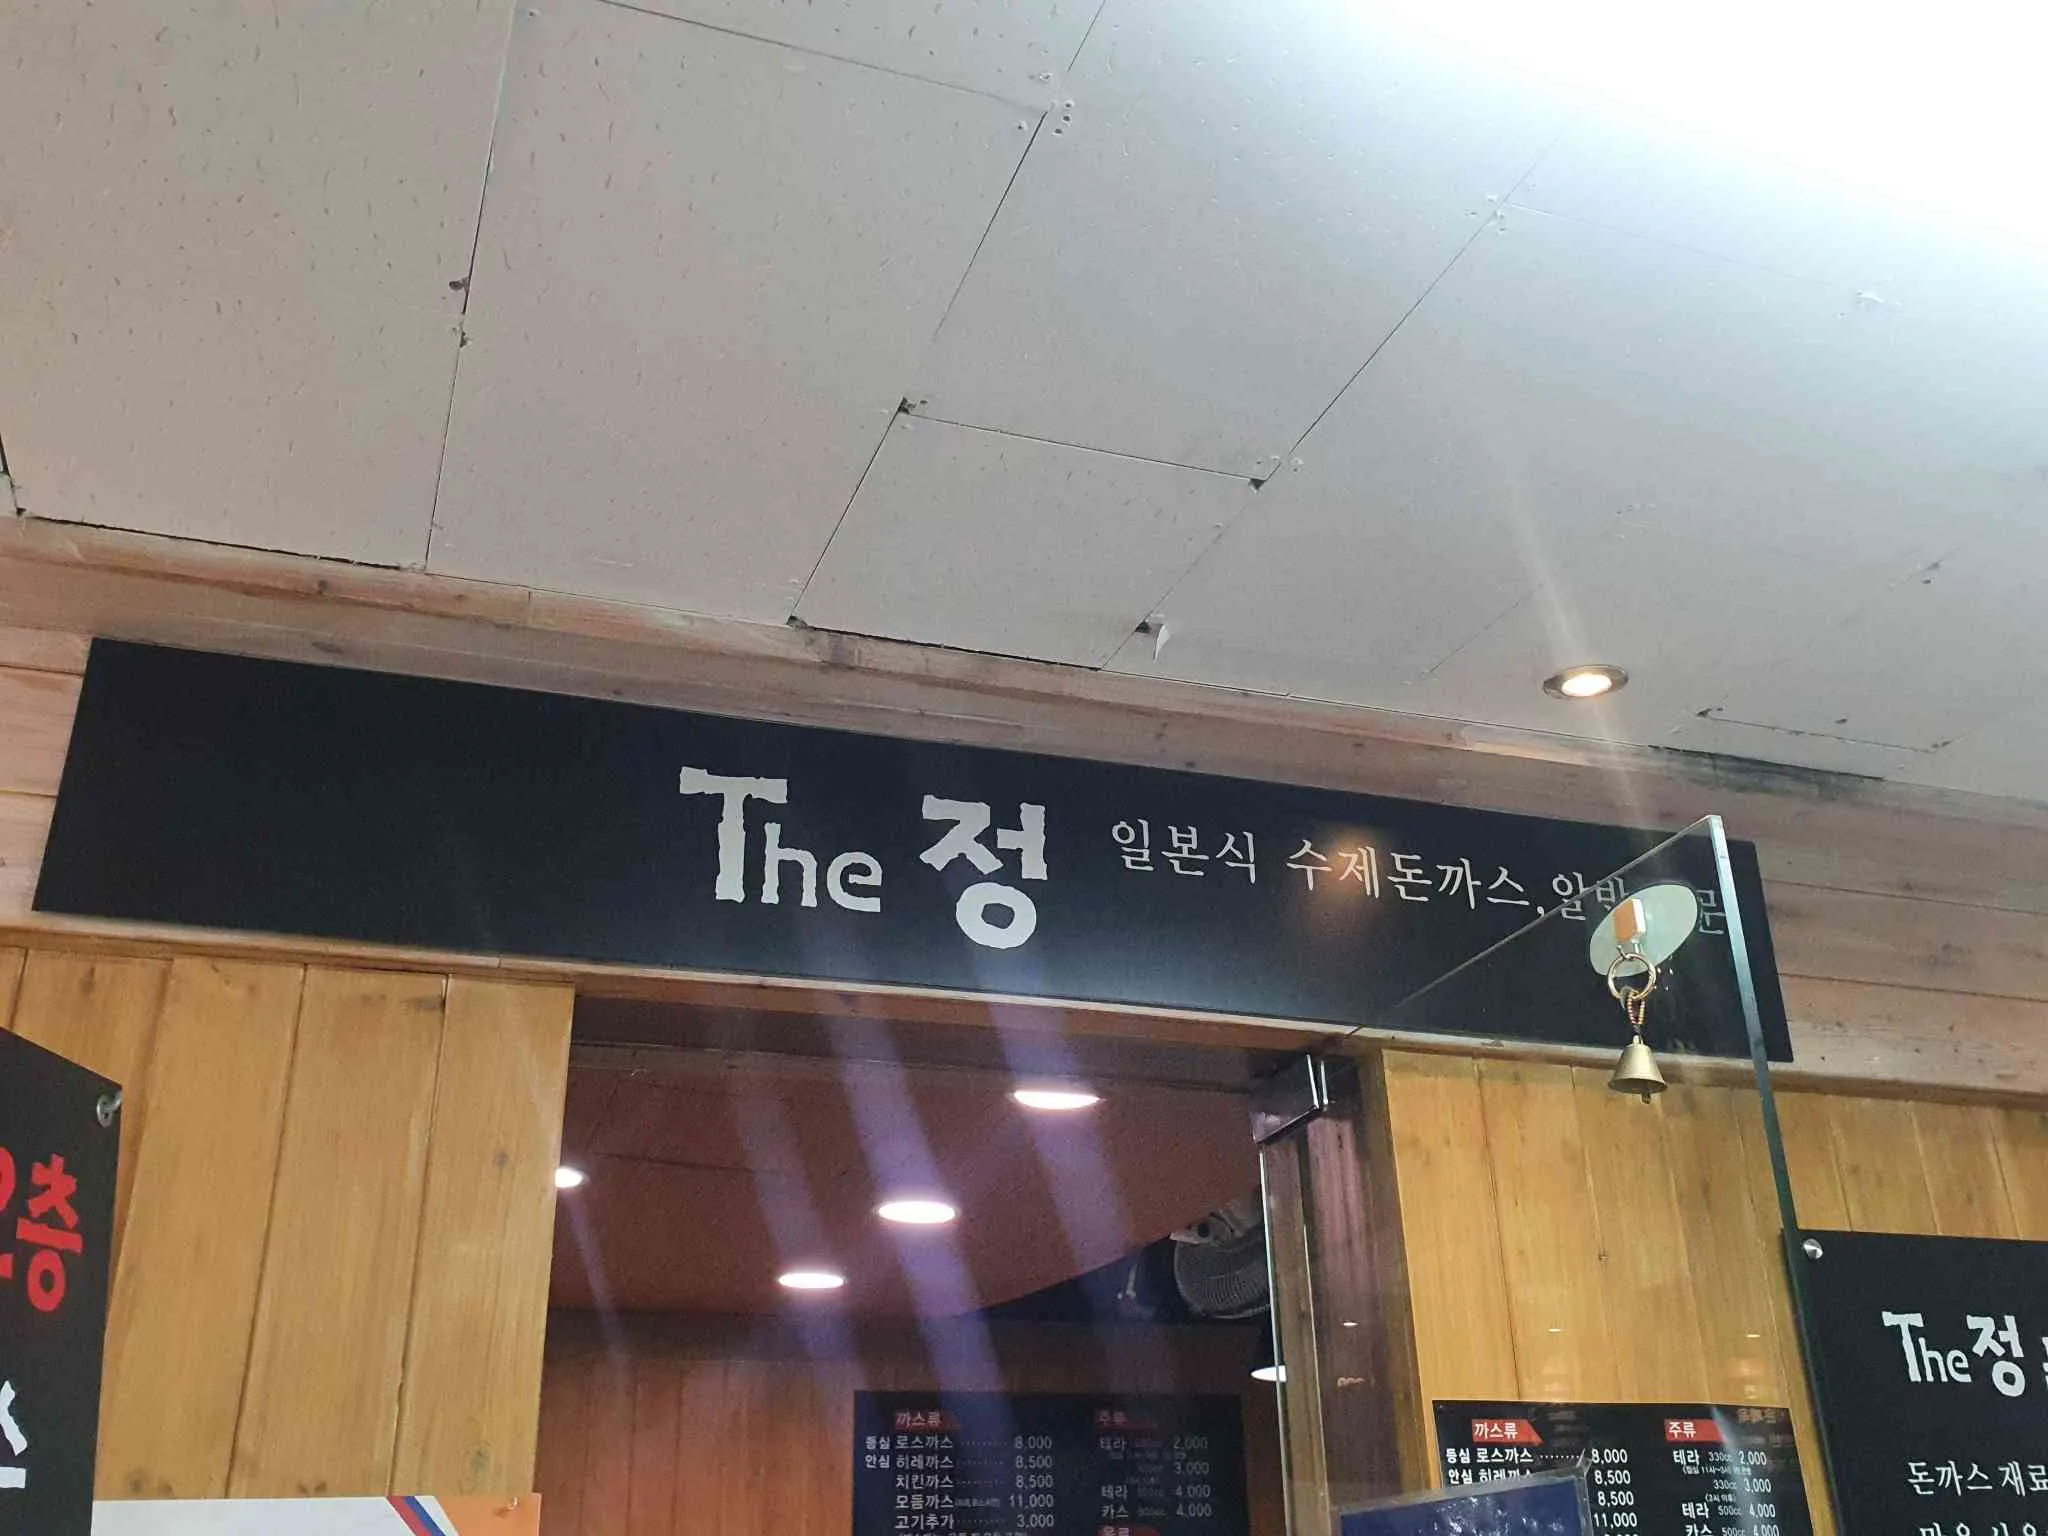 The 정 일본식 수제돈까스,알밥
층
까스류 주류
등심 로스까스 ········· 8,000 테라 2,000
안심 히레까스 ········· 8,500 3,000
치킨까스 ········· 8,500 테라 4,000
모듬까스 11,000 카스 500cc 4,000
고기추가 ········· 3,000
까스류 주류
등심 로스까스 ········· 8,000 테라 330cc 2,000
안심 히레까스 8,500 330cc 3,000
8,500 테라 500cc 4,000
11,000 카스 500cc 4,000
The 정
돈까스 재료